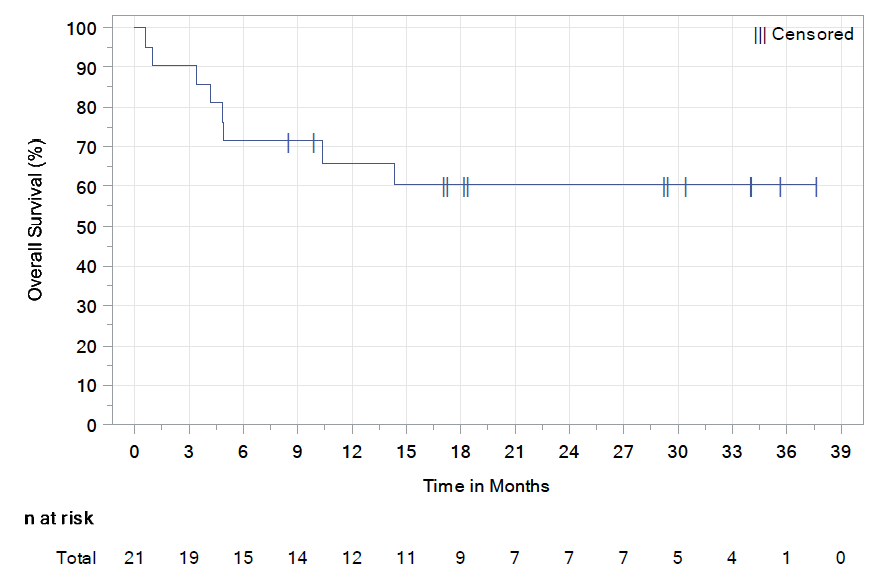 Overall Survival (%)
100
90
80
70
60
50
40
30
20
10
0
Censored
0 3 6 9 12 15 18 21 24 27 30 33 36 39
Time in Months
n at risk
Total 21 19 15 14 12 11 9 7 7 7 5 4 1 0